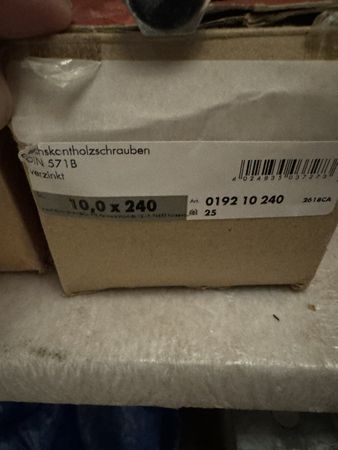 chskantholzschrauben
DIN 571B
verzinkt
10,0 x 240
Art. 0192 10 240
2618CA
25